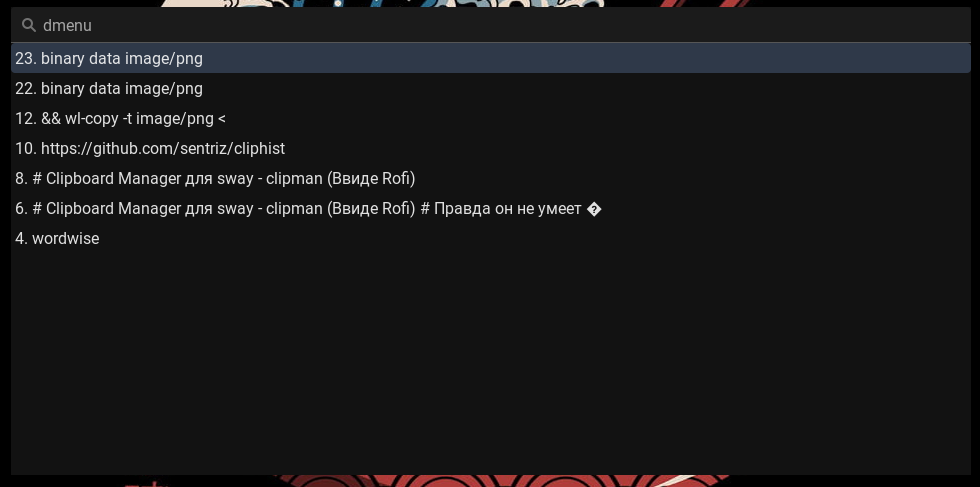 dmenu
23. binary data image/png
22. binary data image/png
12. && wl-copy -t image/png <
10. https://github.com/sentriz/cliphist
8. # Clipboard Manager для sway - clipman (Ввиде Rofi)
6. # Clipboard Manager для sway - clipman (Ввиде Rofi) # Правда он не умеет �
4. wordwise